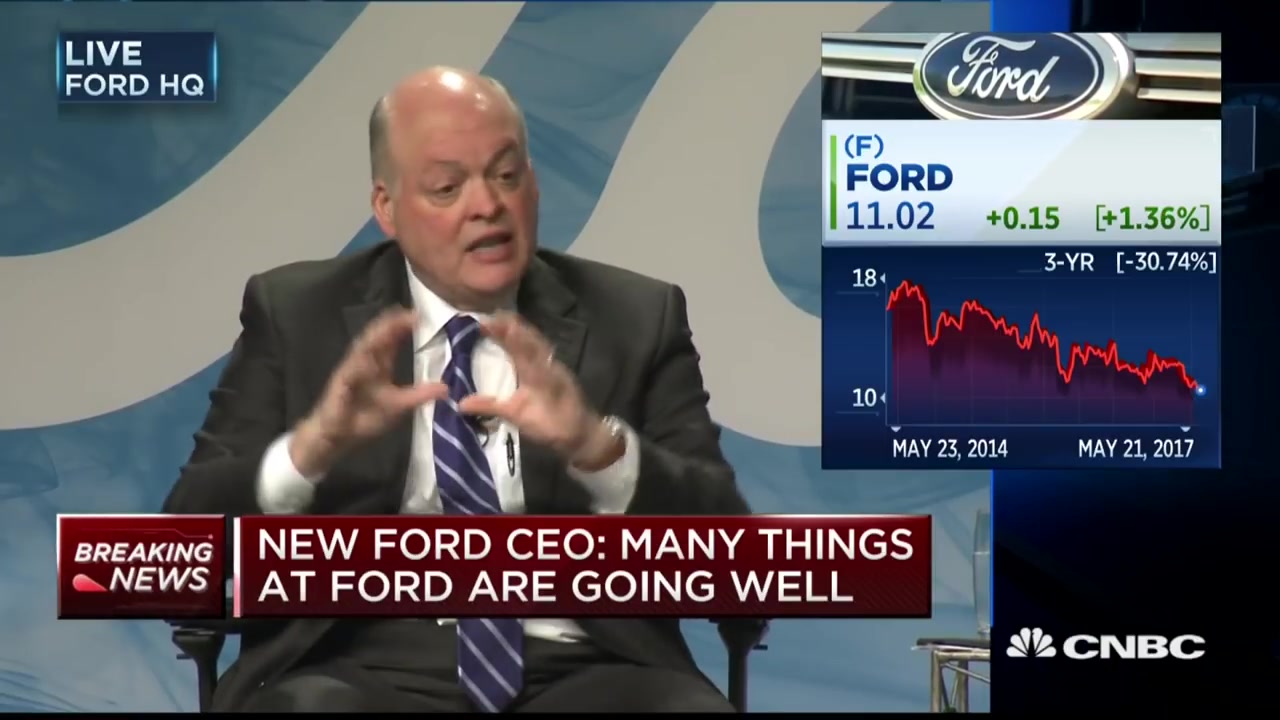 LIVE
FORD HQ
Ford
(F)
FORD
11.02 +0.15 [+1.36%]
3-YR [-30.74%]
18
10
MAY 23, 2014 MAY 21, 2017
BREAKING
NEWS
NEW FORD CEO: MANY THINGS
AT FORD ARE GOING WELL
CNBC